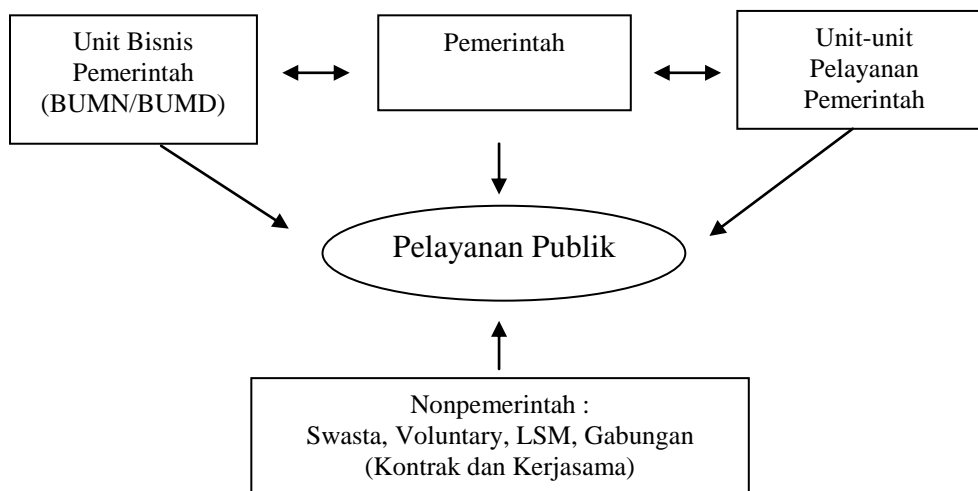 Unit Bisnis
Pemerintah
(BUMN/BUMD)
Pemerintah
Unit-unit
Pelayanan
Pemerintah
Pelayanan Publik
Nonpemerintah :
Swasta, Voluntary, LSM, Gabungan
(Kontrak dan Kerjasama)